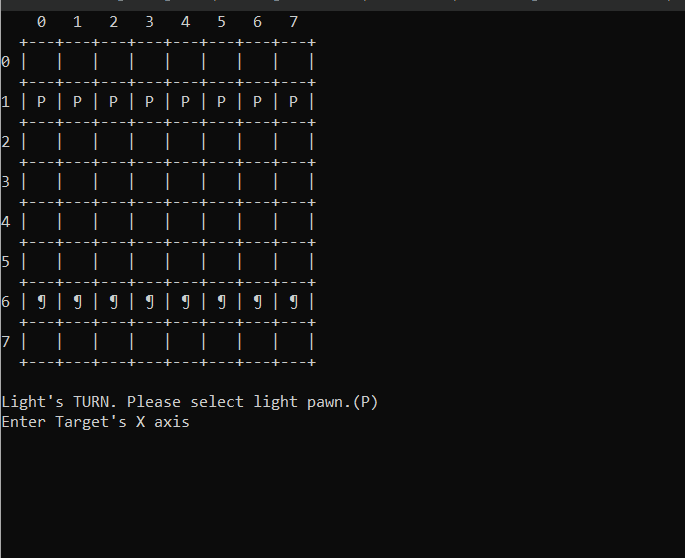 0   1   2   3   4   5   6   7
  +---+---+---+---+---+---+---+---+
0 |   |   |   |   |   |   |   |   |
  +---+---+---+---+---+---+---+---+
1 | P | P | P | P | P | P | P | P |
  +---+---+---+---+---+---+---+---+
2 |   |   |   |   |   |   |   |   |
  +---+---+---+---+---+---+---+---+
3 |   |   |   |   |   |   |   |   |
  +---+---+---+---+---+---+---+---+
4 |   |   |   |   |   |   |   |   |
  +---+---+---+---+---+---+---+---+
5 |   |   |   |   |   |   |   |   |
  +---+---+---+---+---+---+---+---+
6 | ¶ | ¶ | ¶ | ¶ | ¶ | ¶ | ¶ | ¶ |
  +---+---+---+---+---+---+---+---+
7 |   |   |   |   |   |   |   |   |
  +---+---+---+---+---+---+---+---+
Light's TURN. Please select light pawn.(P)
Enter Target's X axis